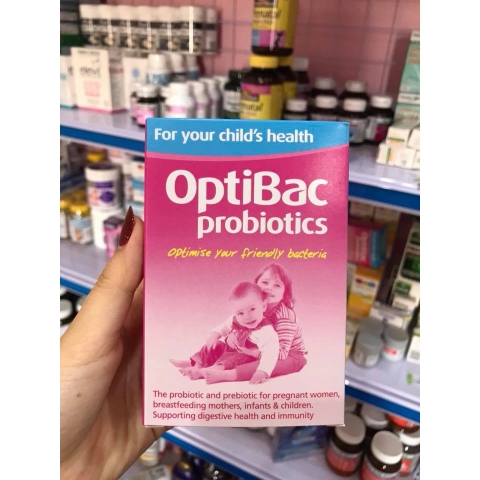 For your child's health
OptiBac
probiotics
Optimise your friendly bacteria
The probiotic and prebiotic for pregnant women,
breastfeeding mothers, infants & children.
Supporting digestive health and immunity